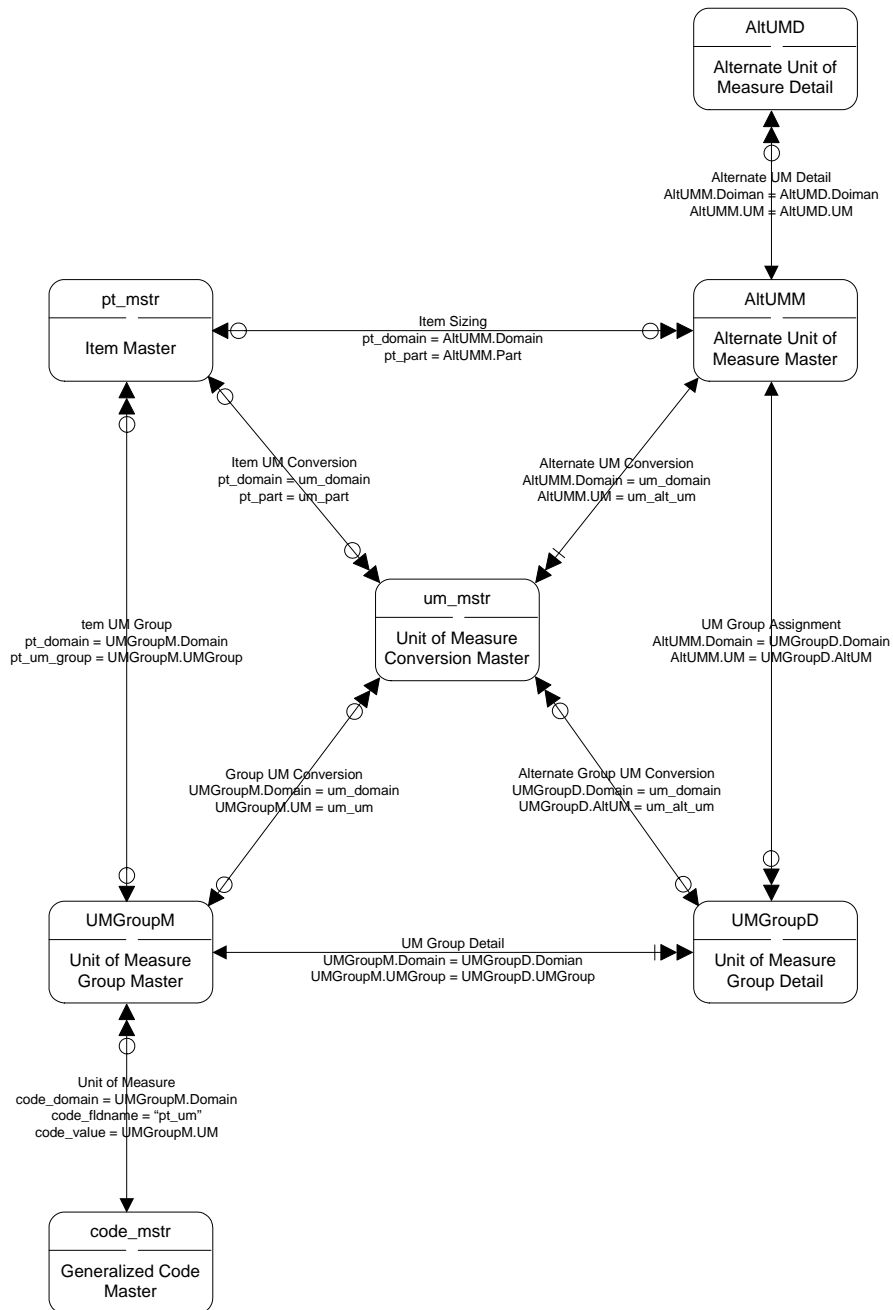 AltUMD
Alternate Unit of
Measure Detail
Alternate UM Detail
AltUMM.Doiman = AltUMD.Doiman
AltUMM.UM = AltUMD.UM
pt_mstr
Item Master
Item Sizing
pt_domain = AltUMM.Domain
pt_part = AltUMM.Part
AltUMM
Alternate Unit of
Measure Master
Item UM Conversion
pt_domain = um_domain
pt_part = um_part
Alternate UM Conversion
AltUMM.Domain = um_domain
AltUMM.UM = um_alt_um
um_mstr
Unit of Measure
Conversion Master
tem UM Group
pt_domain = UMGroupM.Domain
pt_um_group = UMGroupM.UMGroup
UM Group Assignment
AltUMM.Domain = UMGroupD.Domain
AltUMM.UM = UMGroupD.AltUM
Group UM Conversion
UMGroupM.Domain = um_domain
UMGroupM.UM = um_um
Alternate Group UM Conversion
UMGroupD.Domain = um_domain
UMGroupD.AltUM = um_alt_um
UMGroupM
Unit of Measure
Group Master
UM Group Detail
UMGroupM.Domain = UMGroupD.Domian
UMGroupM.UMGroup = UMGroupD.UMGroup
UMGroupD
Unit of Measure
Group Detail
Unit of Measure
code_domain = UMGroupM.Domain
code_fldname = “pt_um”
code_value = UMGroupM.UM
code_mstr
Generalized Code
Master